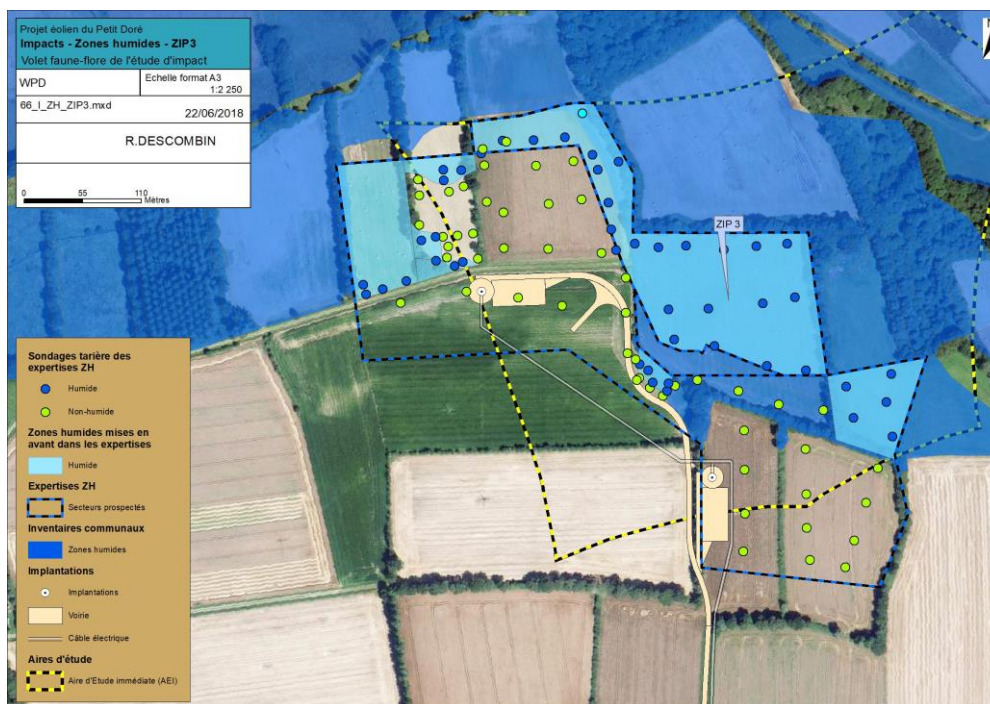 Projet éolien du Petit Doré
Impacts - Zones humides - ZIP3
Volet faune-flore de l'étude d'impact
WPD
Echelle format A3
1:2 250
66_I_ZH_ZIP3.mxd
22/06/2018
R.DESCOMBIN
0 55 110
Mètres
ZIP 3
Sondages tarière des
expertises ZH
Humide
Non-humide
Zones humides mises en
avant dans les expertises
Humide
Expertises ZH
Secteurs prospectés
Inventaires communaux
Zones humides
Implantations
Implantations
Voirie
Câble électrique
Aires d'étude
Aire d'Etude immédiate (AEI)